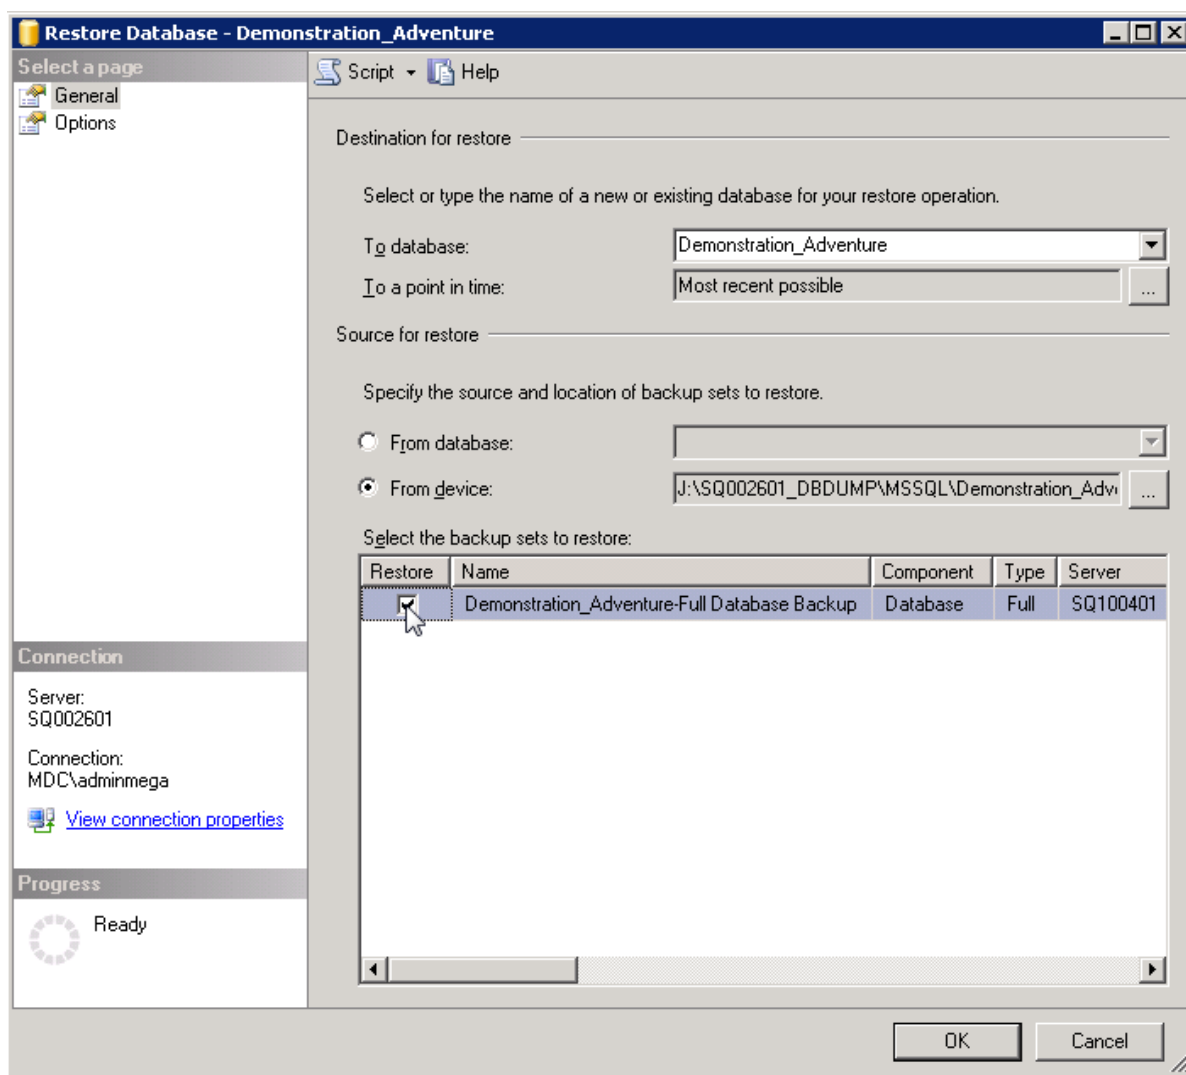 Restore Database - Demonstration_Adventure
Select a page
General
Options
Script
Help
Destination for restore
Select or type the name of a new or existing database for your restore operation.
To database:
Demonstration_Adventure
To a point in time:
Most recent possible
...
Source for restore
Specify the source and location of backup sets to restore.
From database:
From device:
J:\SQ002601_DBDUMP\MSSQL\Demonstration_Adv
...
Select the backup sets to restore:
Restore Name Component Type Server
Demonstration_Adventure-Full Database Backup Database Full SQ100401
Connection
Server:
SQ002601
Connection:
MDC\adminmega
View connection properties
Progress
Ready
OK Cancel